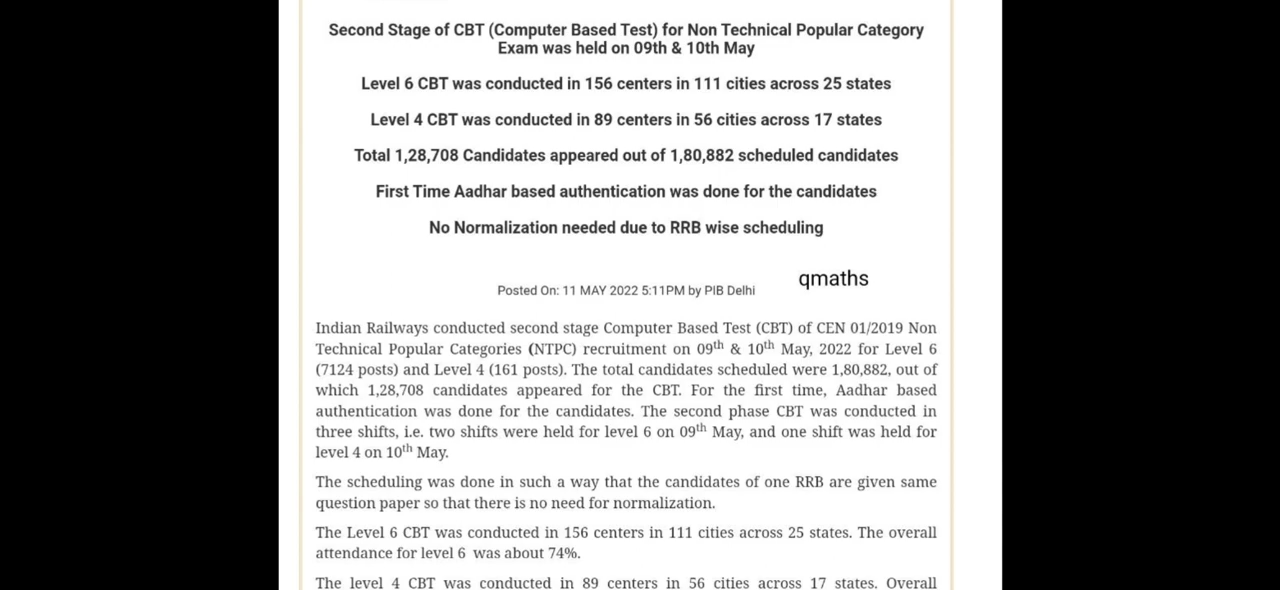 Second Stage of CBT (Computer Based Test) for Non Technical Popular Category
Exam was held on 09th & 10th May
Level 6 CBT was conducted in 156 centers in 111 cities across 25 states
Level 4 CBT was conducted in 89 centers in 56 cities across 17 states
Total 1,28,708 Candidates appeared out of 1,80,882 scheduled candidates
First Time Aadhar based authentication was done for the candidates
No Normalization needed due to RRB wise scheduling
qmaths
Posted On: 11 MAY 2022 5:11PM by PIB Delhi
Indian Railways conducted second stage Computer Based Test (CBT) of CEN 01/2019 Non
Technical Popular Categories (NTPC) recruitment on 09th & 10th May, 2022 for Level 6
(7124 posts) and Level 4 (161 posts). The total candidates scheduled were 1,80,882, out of
which 1,28,708 candidates appeared for the CBT. For the first time, Aadhar based
authentication was done for the candidates. The second phase CBT was conducted in
three shifts, i.e. two shifts were held for level 6 on 09th May, and one shift was held for
level 4 on 10th May.
The scheduling was done in such a way that the candidates of one RRB are given same
question paper so that there is no need for normalization.
The Level 6 CBT was conducted in 156 centers in 111 cities across 25 states. The overall
attendance for level 6 was about 74%.
The level 4 CBT was conducted in 89 centers in 56 cities across 17 states. Overall